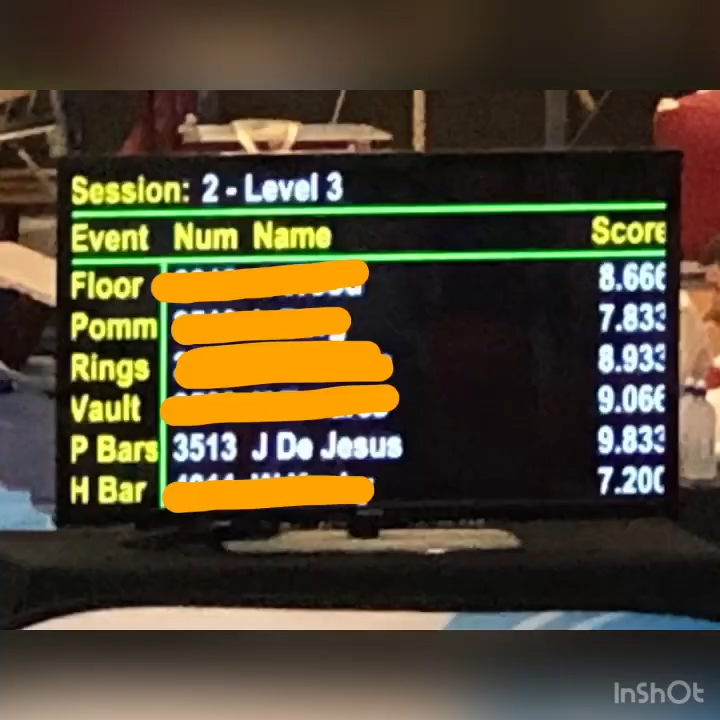 Session: 2 - Level 3
Event Num Name Score
Floor 8.666
Pomm 7.833
Rings 8.933
Vault 9.066
P Bars 3513 J De Jesus 9.833
H Bar 7.200
InShOt